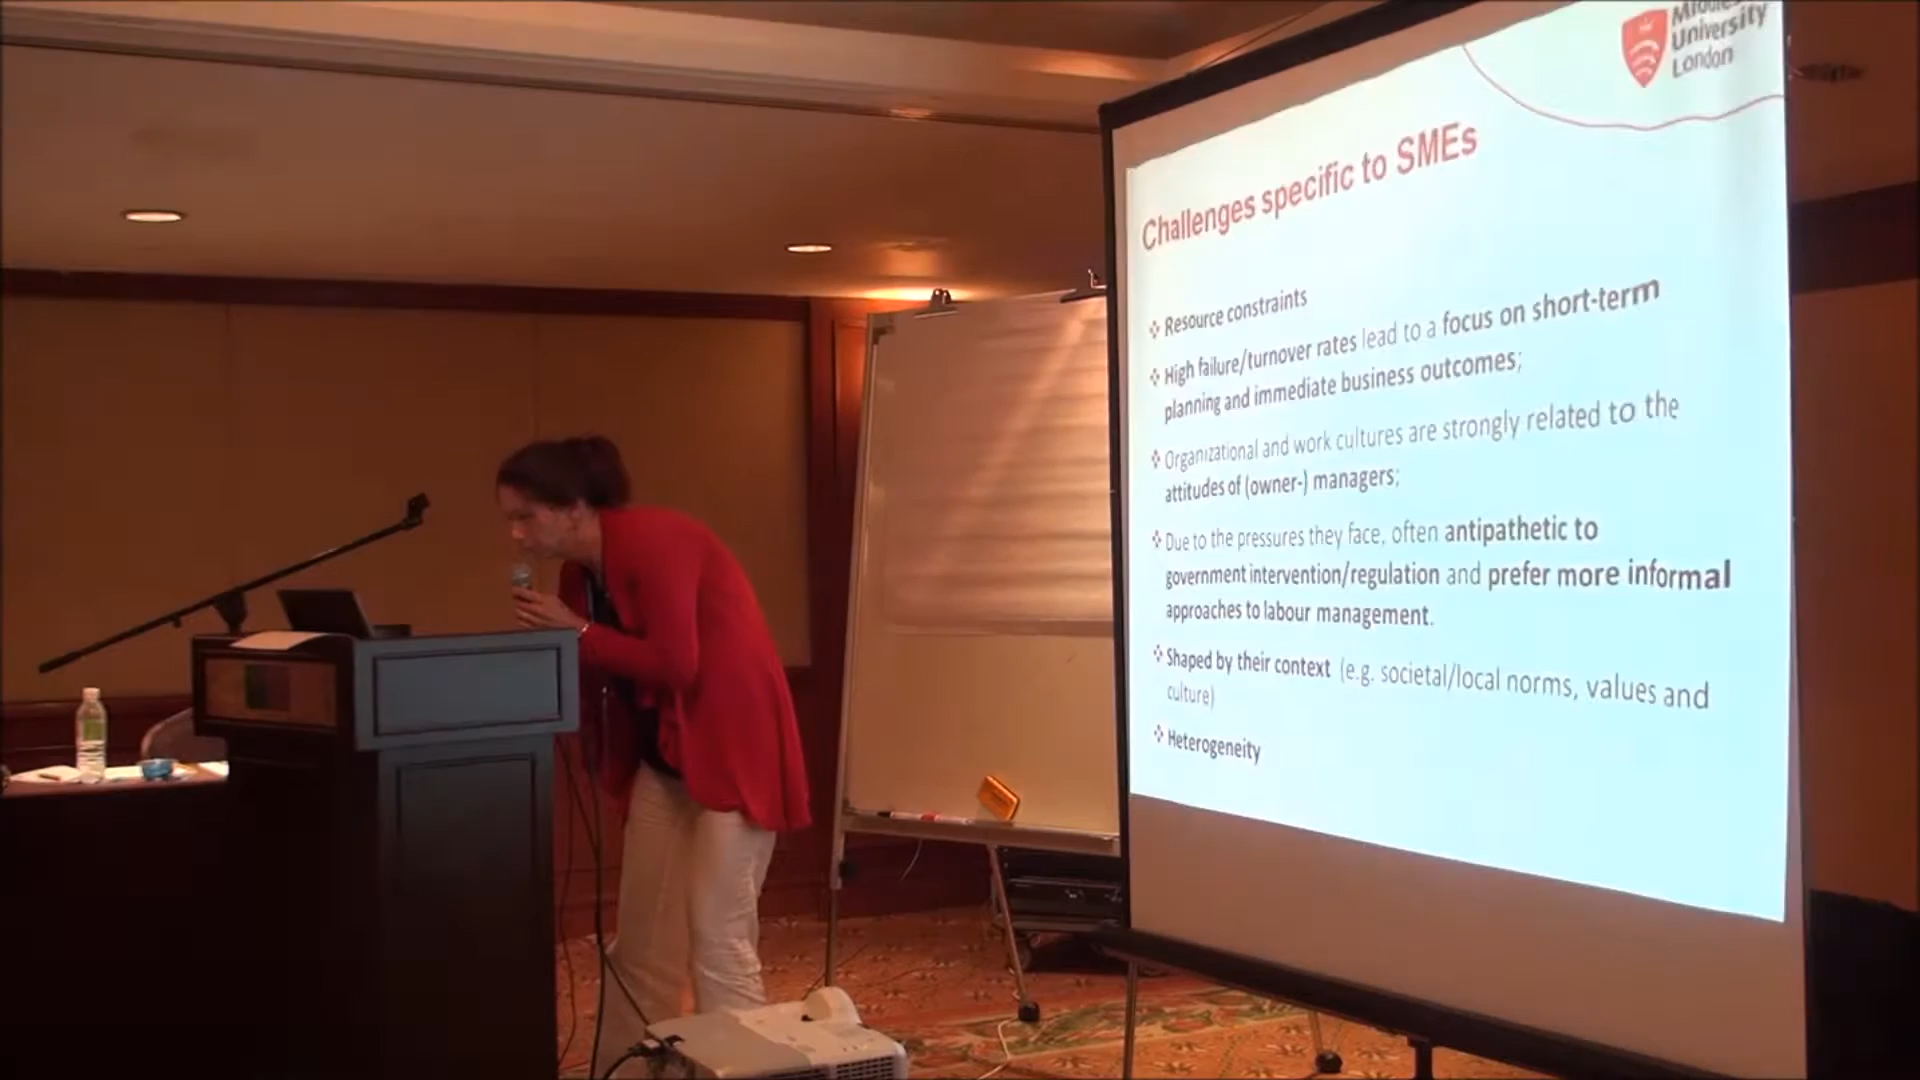 University
London
Challenges specific to SMEs
Resource constraints
High failure/turnover rates lead to a focus on short-term
planning and immediate business outcomes;
Organizational and work cultures are strongly related to the
attitudes of (owner-) managers;
Due to the pressures they face, often antipathetic to
government intervention/regulation and prefer more informal
approaches to labour management.
Shaped by their context (e.g. societal/local norms, values and
culture)
Heterogeneity